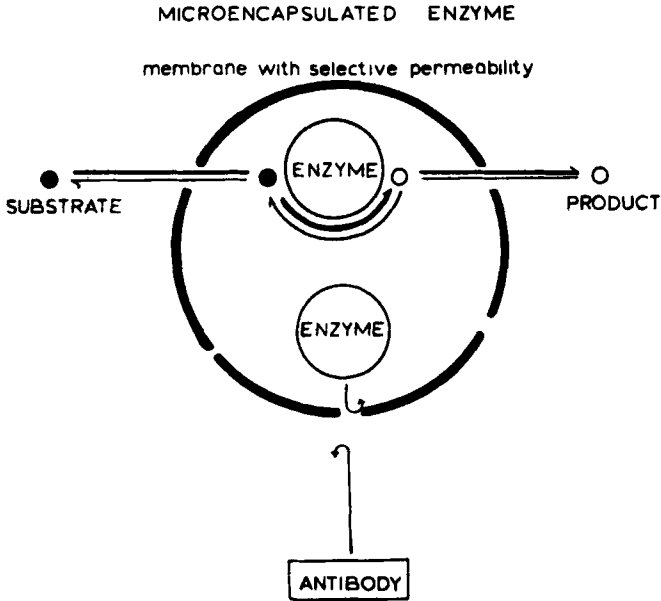 MICROENCAPSULATED ENZYME
membrane with selective permeability
ENZYME
SUBSTRATE
PRODUCT
ENZYME
ANTIBODY